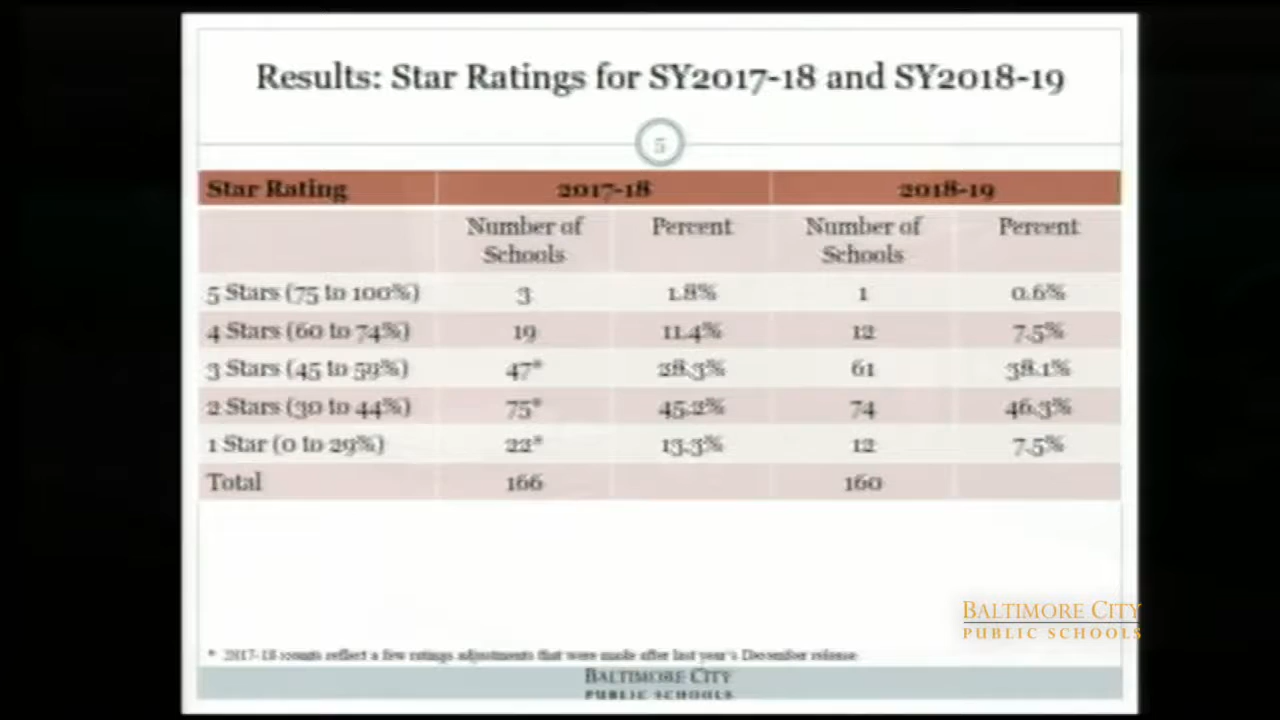 Results: Star Ratings for SY2017-18 and SY2018-19
5
Star Rating 2017-18 2018-19
Number of Schools Percent Number of Schools Percent
5 Stars (75 to 100%) 3 1.8% 1 0.6%
4 Stars (60 to 74%) 19 11.4% 12 7.5%
3 Stars (45 to 59%) 47* 28.3% 61 38.1%
2 Stars (30 to 44%) 75* 45.2% 74 46.3%
1 Star (0 to 29%) 22* 13.3% 12 7.5%
Total 166 160
BALTIMORE CITY
PUBLIC SCHOOLS
* 2017-18 counts reflect a few ratings adjustments that were made after last year's December release
BALTIMORE CITY
PUBLIC SCHOOLS